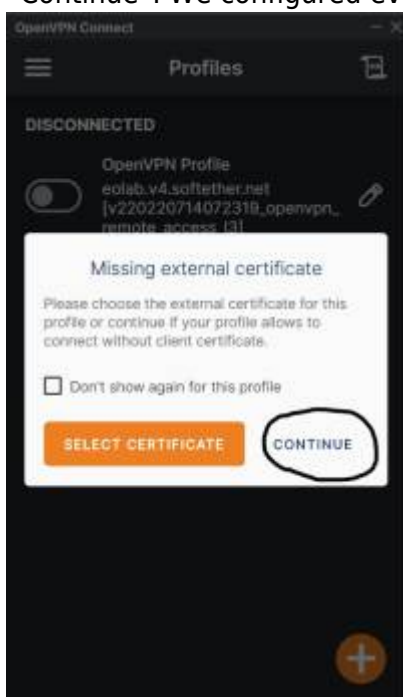 Continue". We configured ev
OpenVPN Connect
Profiles
DISCONNECTED
OpenVPN Profile
eolab.v4.softether.net
[v220220714072319_openvpn_
remote_access_l3]
Missing external certificate
Please choose the external certificate for this
profile or continue if your profile allows to
connect without client certificate.
Don't show again for this profile
SELECT CERTIFICATE
CONTINUE